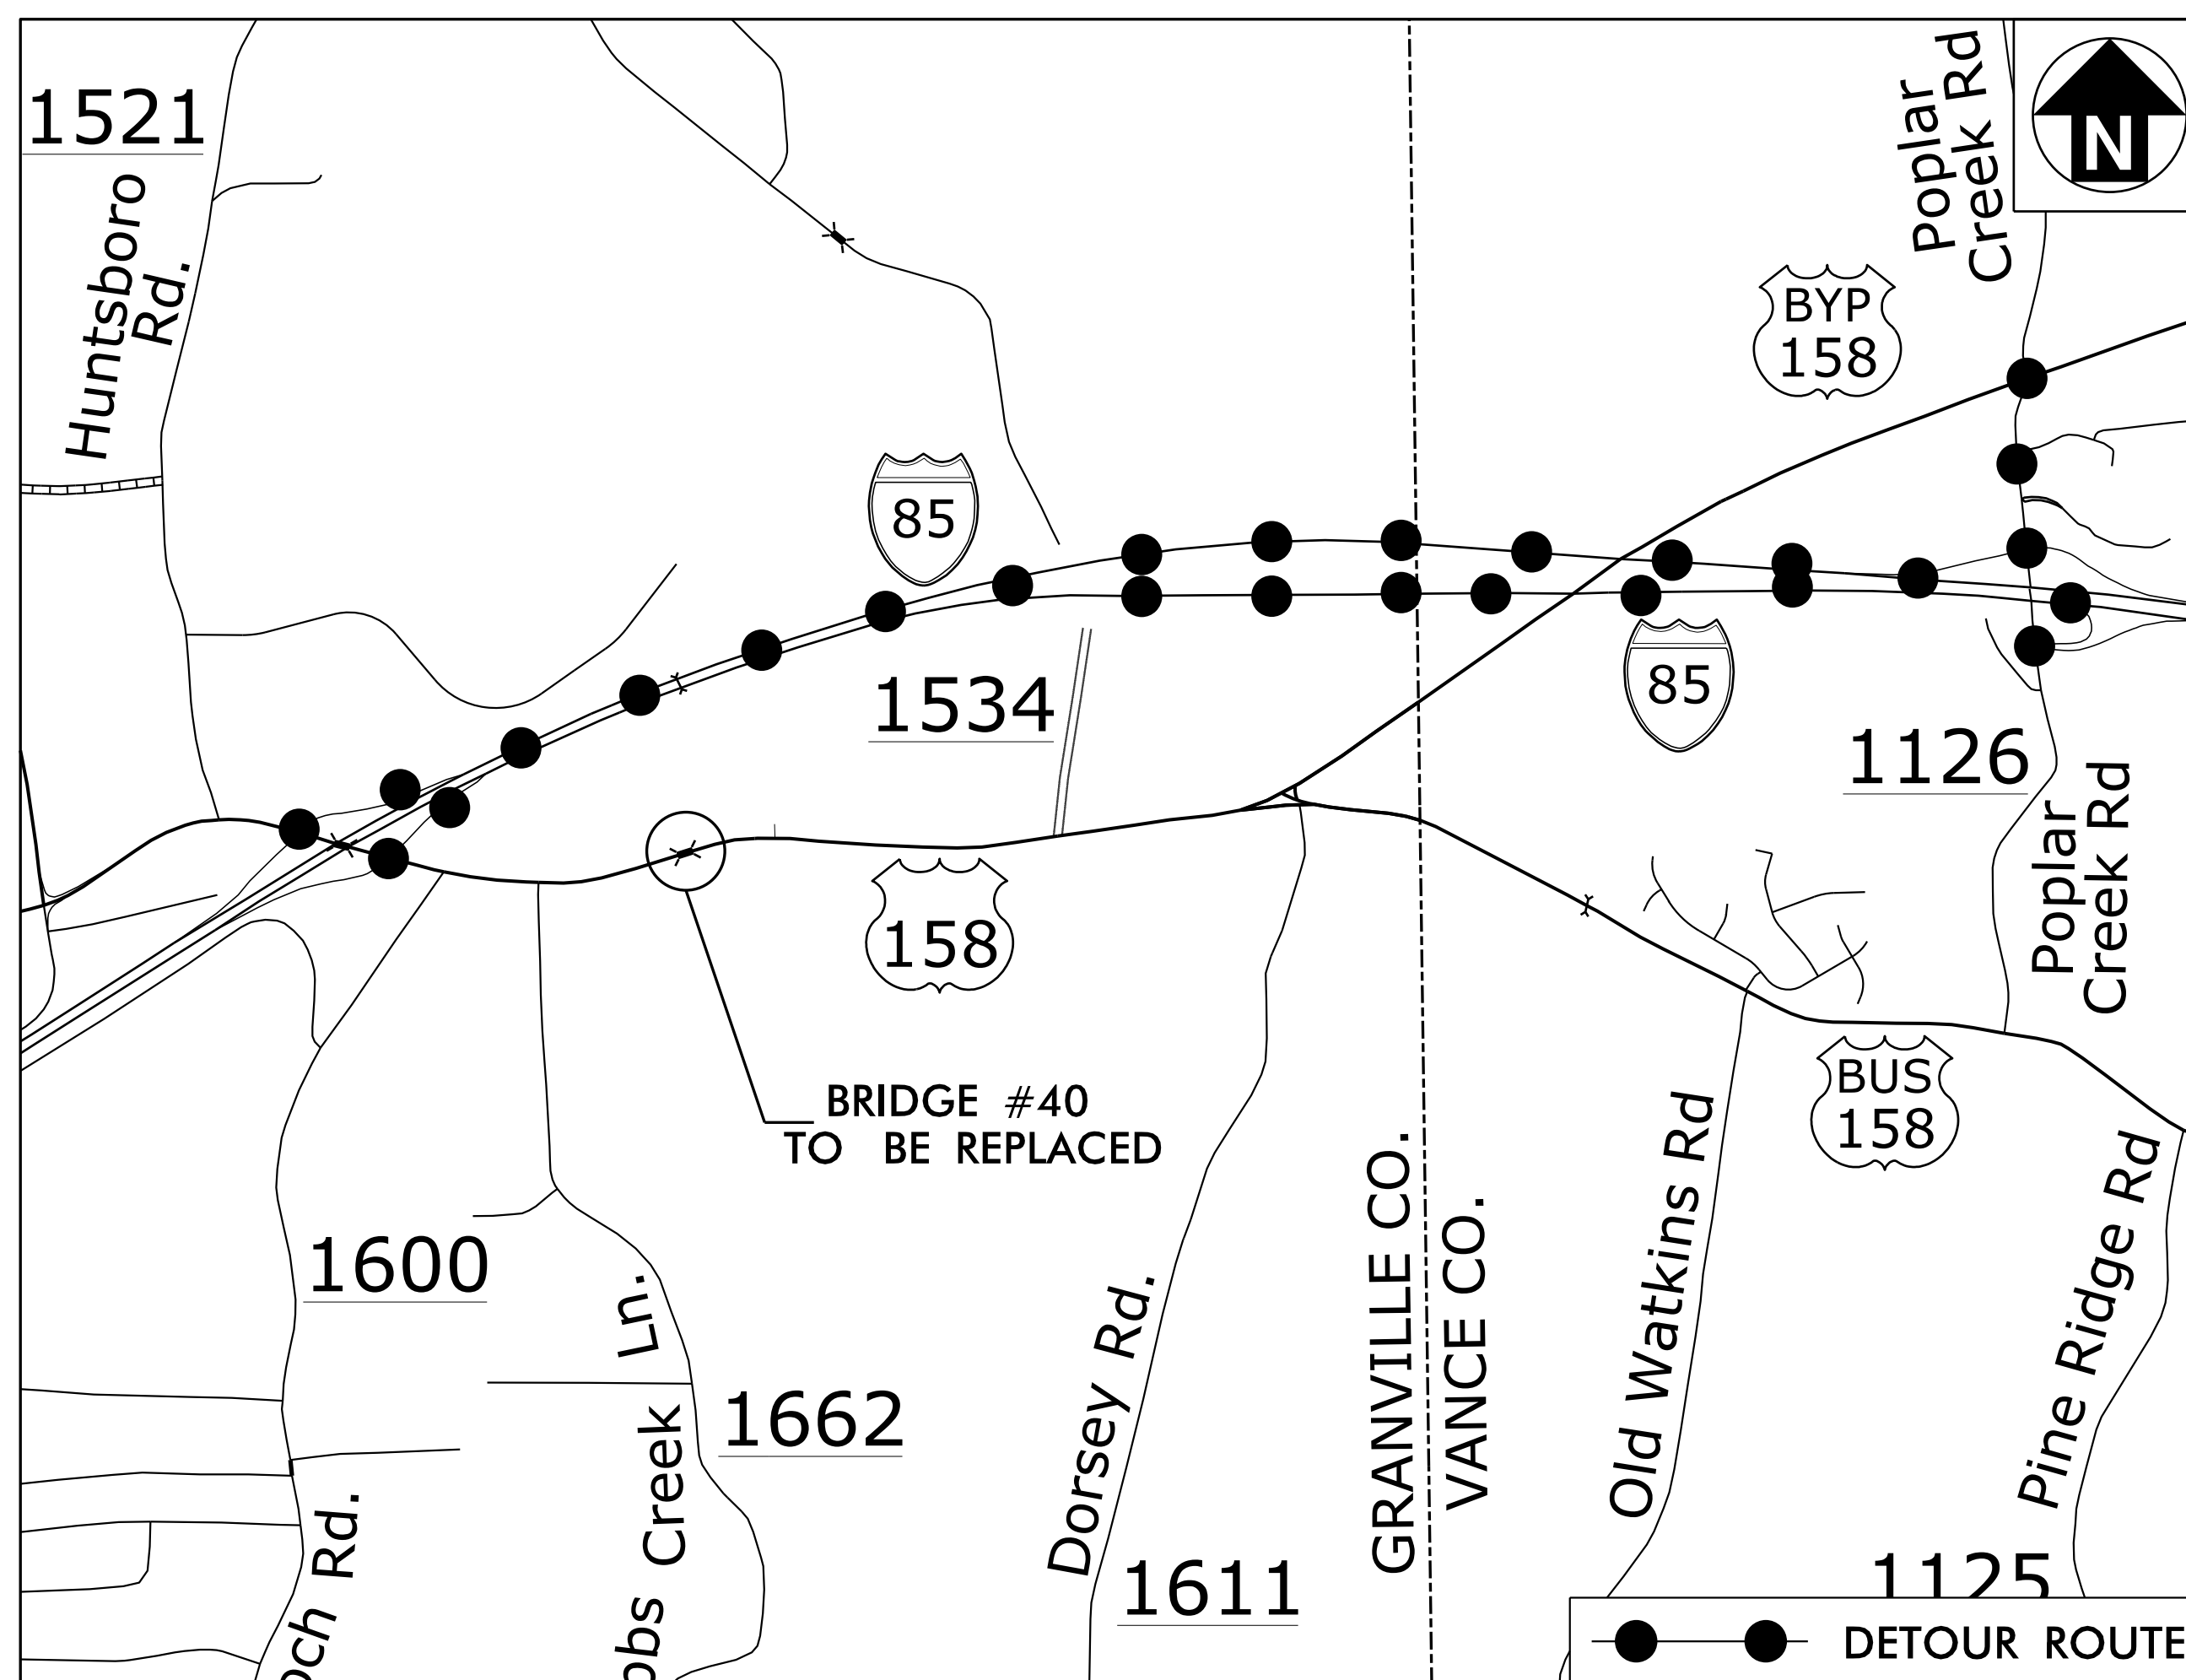 1521
Huntsboro
Rd.
Poplar
Creek Rd
N
BYP
158
85
85
1534
1126
Poplar
Creek Rd
158
BRIDGE #40
TO BE REPLACED
BUS
158
1600
Ln.
Creek
1662
Dorsey Rd.
1611
GRANVILLE CO.
VANCE CO.
Old Watkins Rd
Pine Ridge Rd
1125
Rd.
DETOUR ROUTE